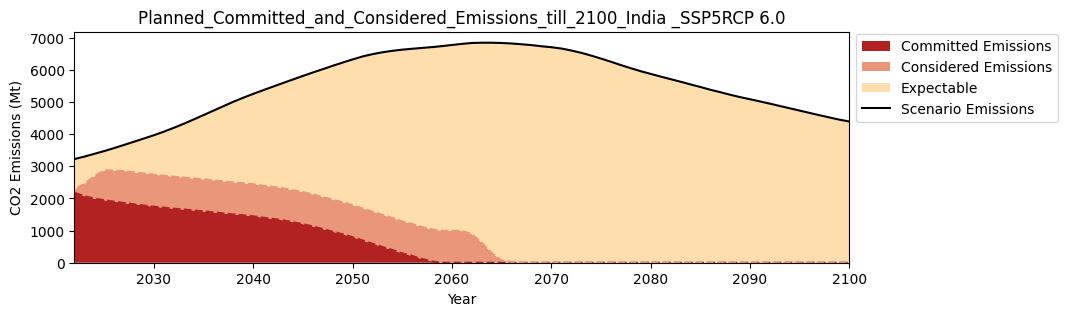 Planned_Committed_and_Considered_Emissions_till_2100_India _SSP5RCP 6.0
7000
6000
5000
4000
3000
2000
1000
0
CO2 Emissions (Mt)
2030 2040 2050 2060 2070 2080 2090 2100
Year
Committed Emissions
Considered Emissions
Expectable
Scenario Emissions